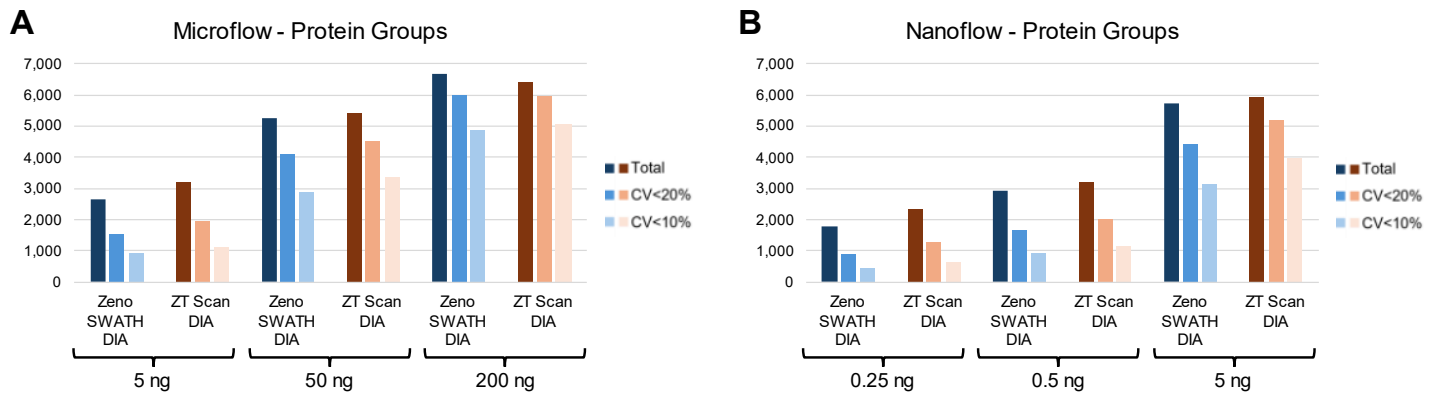 A
Microflow - Protein Groups
7,000
6,000
5,000
4,000
3,000
2,000
1,000
0
Zeno SWATH DIA
ZT Scan DIA
Zeno SWATH DIA
ZT Scan DIA
Zeno SWATH DIA
ZT Scan DIA
5 ng
50 ng
200 ng
Total
CV<20%
CV<10%
B
Nanoflow - Protein Groups
7,000
6,000
5,000
4,000
3,000
2,000
1,000
0
Zeno SWATH DIA
ZT Scan DIA
Zeno SWATH DIA
ZT Scan DIA
Zeno SWATH DIA
ZT Scan DIA
0.25 ng
0.5 ng
5 ng
Total
CV<20%
CV<10%